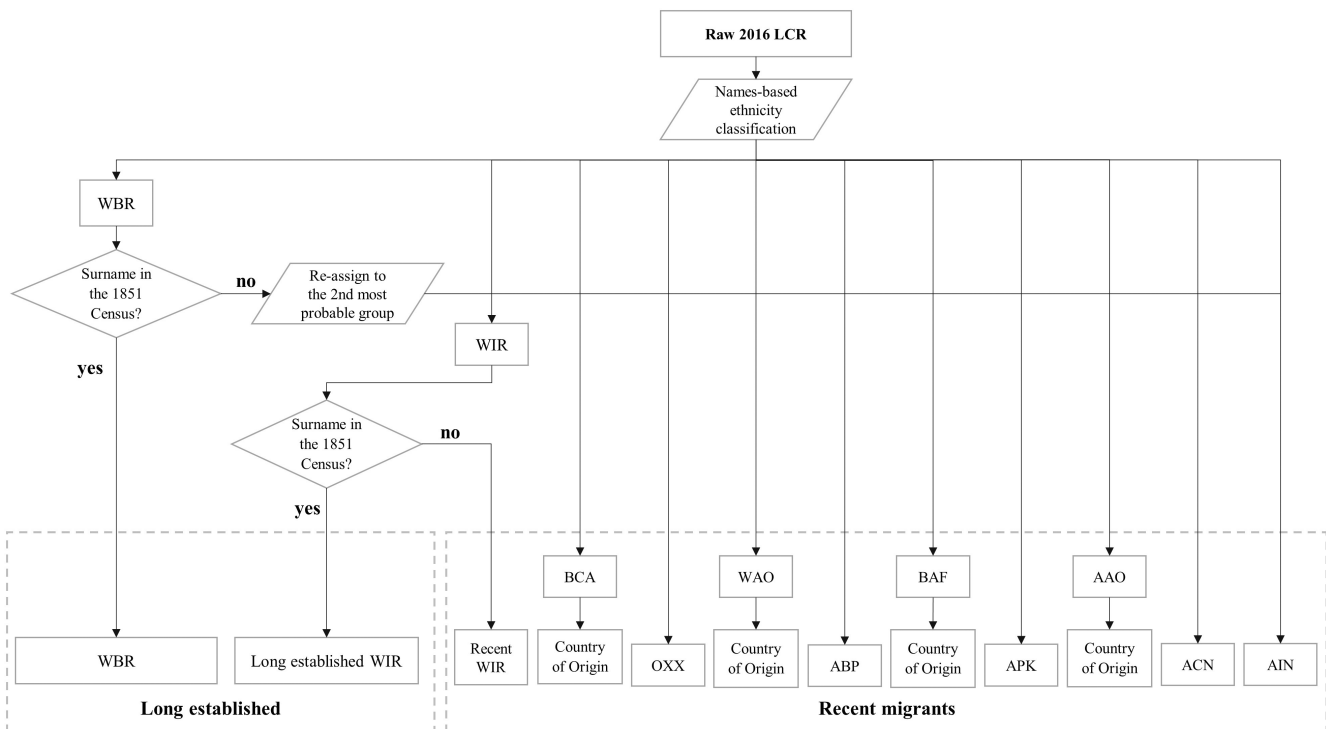 Raw 2016 LCR
Names-based
ethnicity
classification
WBR
Surname in
the 1851
Census?
no
Re-assign to
the 2nd most
probable group
WIR
yes
Surname in
the 1851
Census?
no
yes
BCA
WAO
BAF
AAO
WBR
Long established WIR
Recent
WIR
Country
of Origin
OXX
Country
of Origin
ABP
Country
of Origin
APK
Country
of Origin
ACN
AIN
Long established
Recent migrants